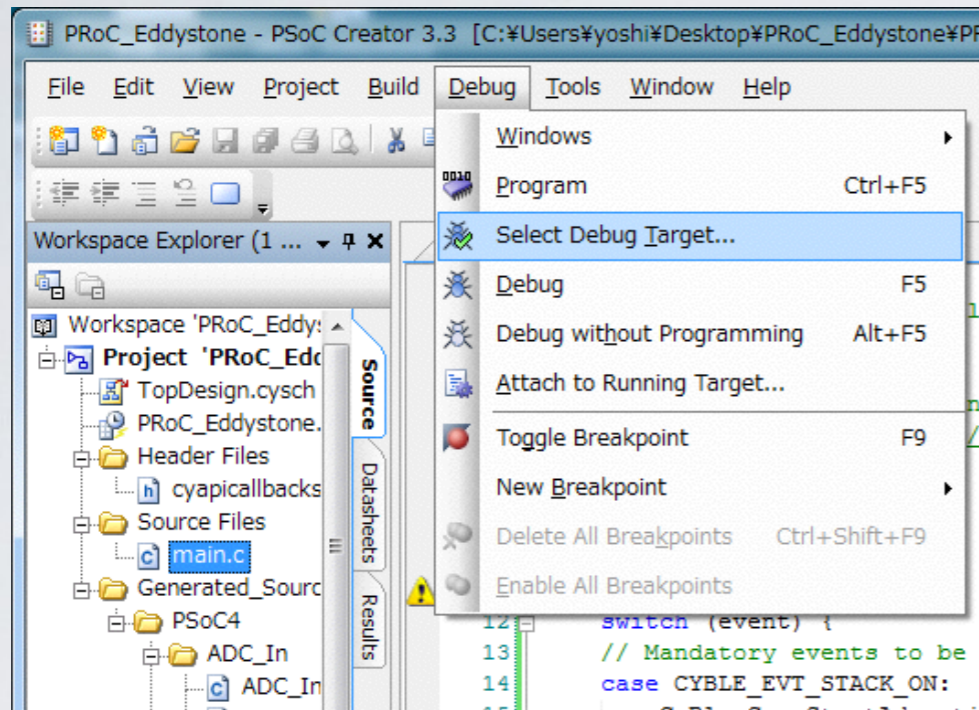 PRoC_Eddystone - PSoC Creator 3.3 [C:¥Users¥yoshi¥Desktop¥PRoC_Eddystone¥PR
File Edit View Project Build Debug Tools Window Help
Windows
Program Ctrl+F5
Select Debug Target...
Debug F5
Debug without Programming Alt+F5
Attach to Running Target...
Toggle Breakpoint F9
New Breakpoint
Delete All Breakpoints Ctrl+Shift+F9
Enable All Breakpoints
Workspace Explorer (1 ...
Workspace 'PRoC_Eddy
Project 'PRoC_Edd
TopDesign.cysch
PRoC_Eddystone.
Header Files
cyapicallbacks
Source Files
main.c
Generated_Sourc
PSoC4
ADC_In
ADC_In
Source
Datasheets
Results
12 switch (event) {
13 // Mandatory events to be
14 case CYBLE_EVT_STACK_ON: